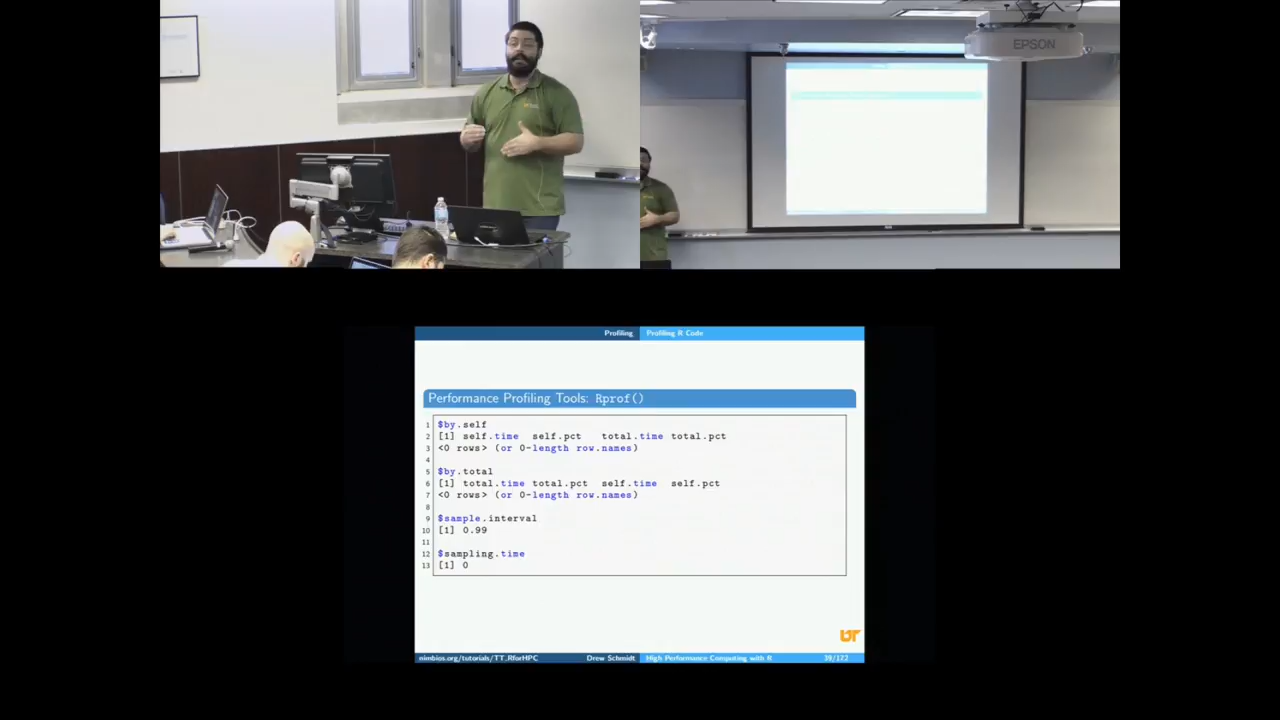 EPSON
Profiling Profiling R Code
Performance Profiling Tools: Rprof()
1 $by.self
2 [1] self.time self.pct total.time total.pct
3 <0 rows> (or 0-length row.names)
4
5 $by.total
6 [1] total.time total.pct self.time self.pct
7 <0 rows> (or 0-length row.names)
8
9 $sample.interval
10 [1] 0.99
11
12 $sampling.time
13 [1] 0
UT
nimbios.org/tutorials/TT_RforHPC Drew Schmidt High Performance Computing with R 39/122